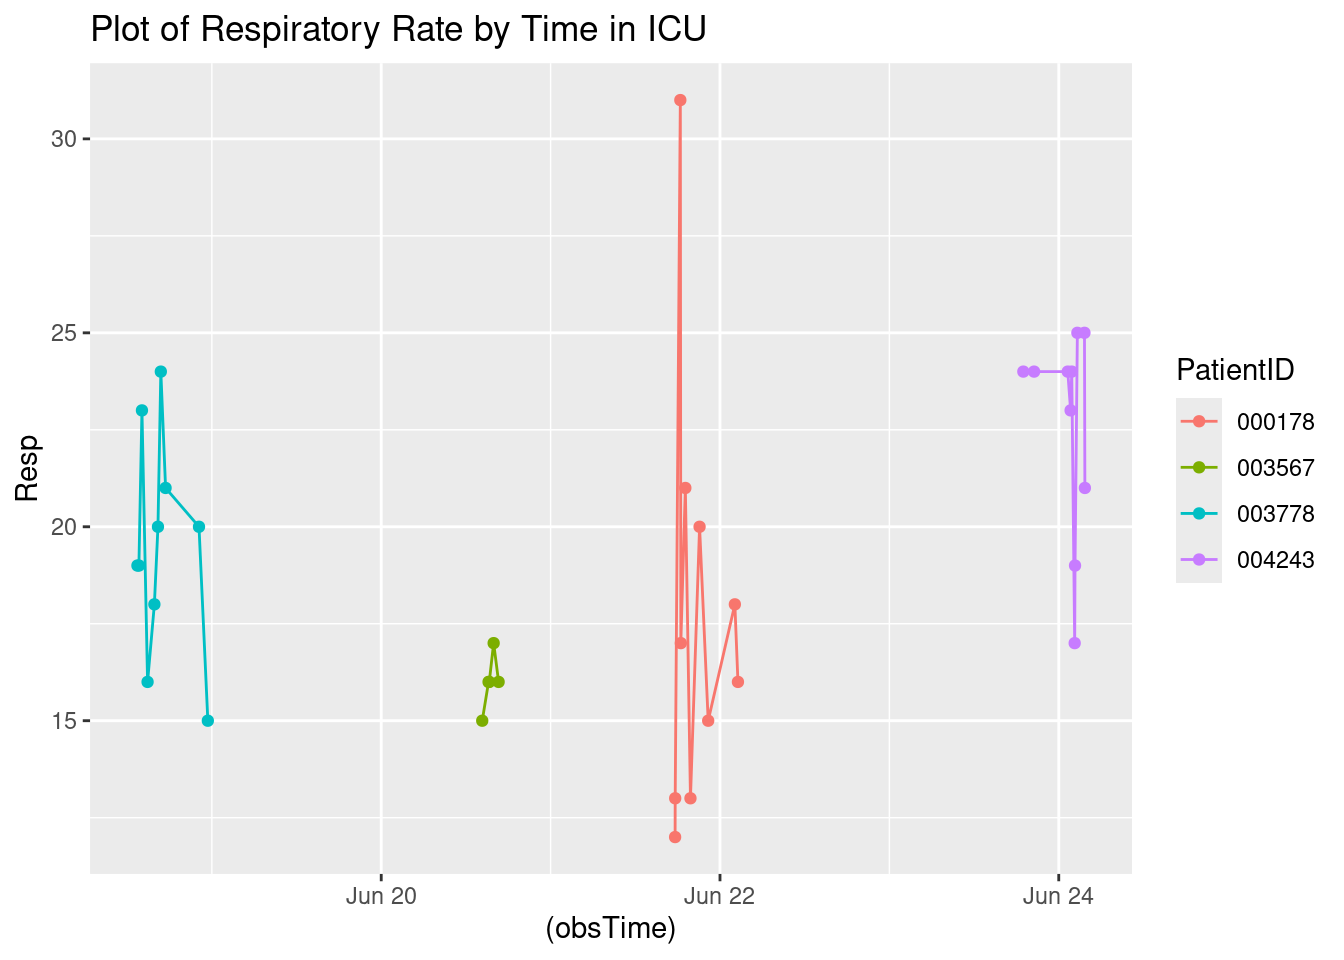 Plot of Respiratory Rate by Time in ICU
30
25
20
15
Resp
Jun 20
Jun 22
Jun 24
(obsTime)
PatientID
000178
003567
003778
004243